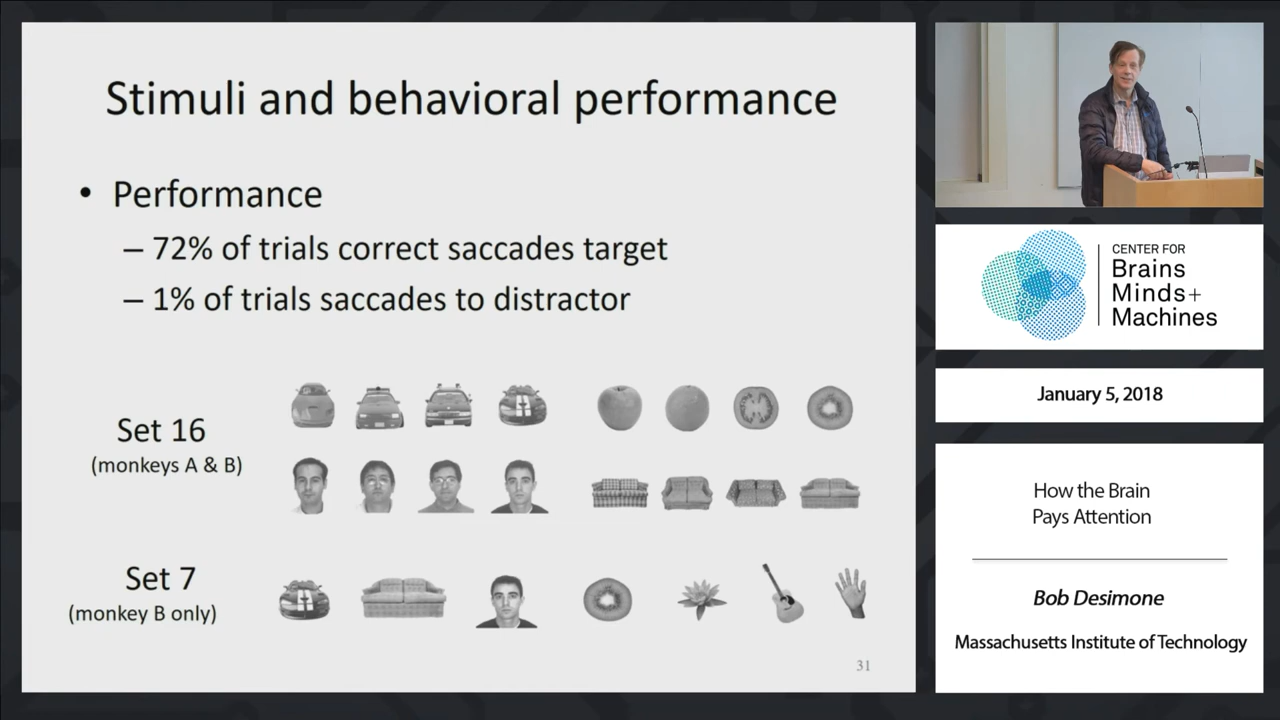 Stimuli and behavioral performance
• Performance
– 72% of trials correct saccades target
– 1% of trials saccades to distractor
Set 16
(monkeys A & B)
Set 7
(monkey B only)
31
CENTER FOR
Brains
Minds+
Machines
January 5, 2018
How the Brain
Pays Attention
Bob Desimone
Massachusetts Institute of Technology